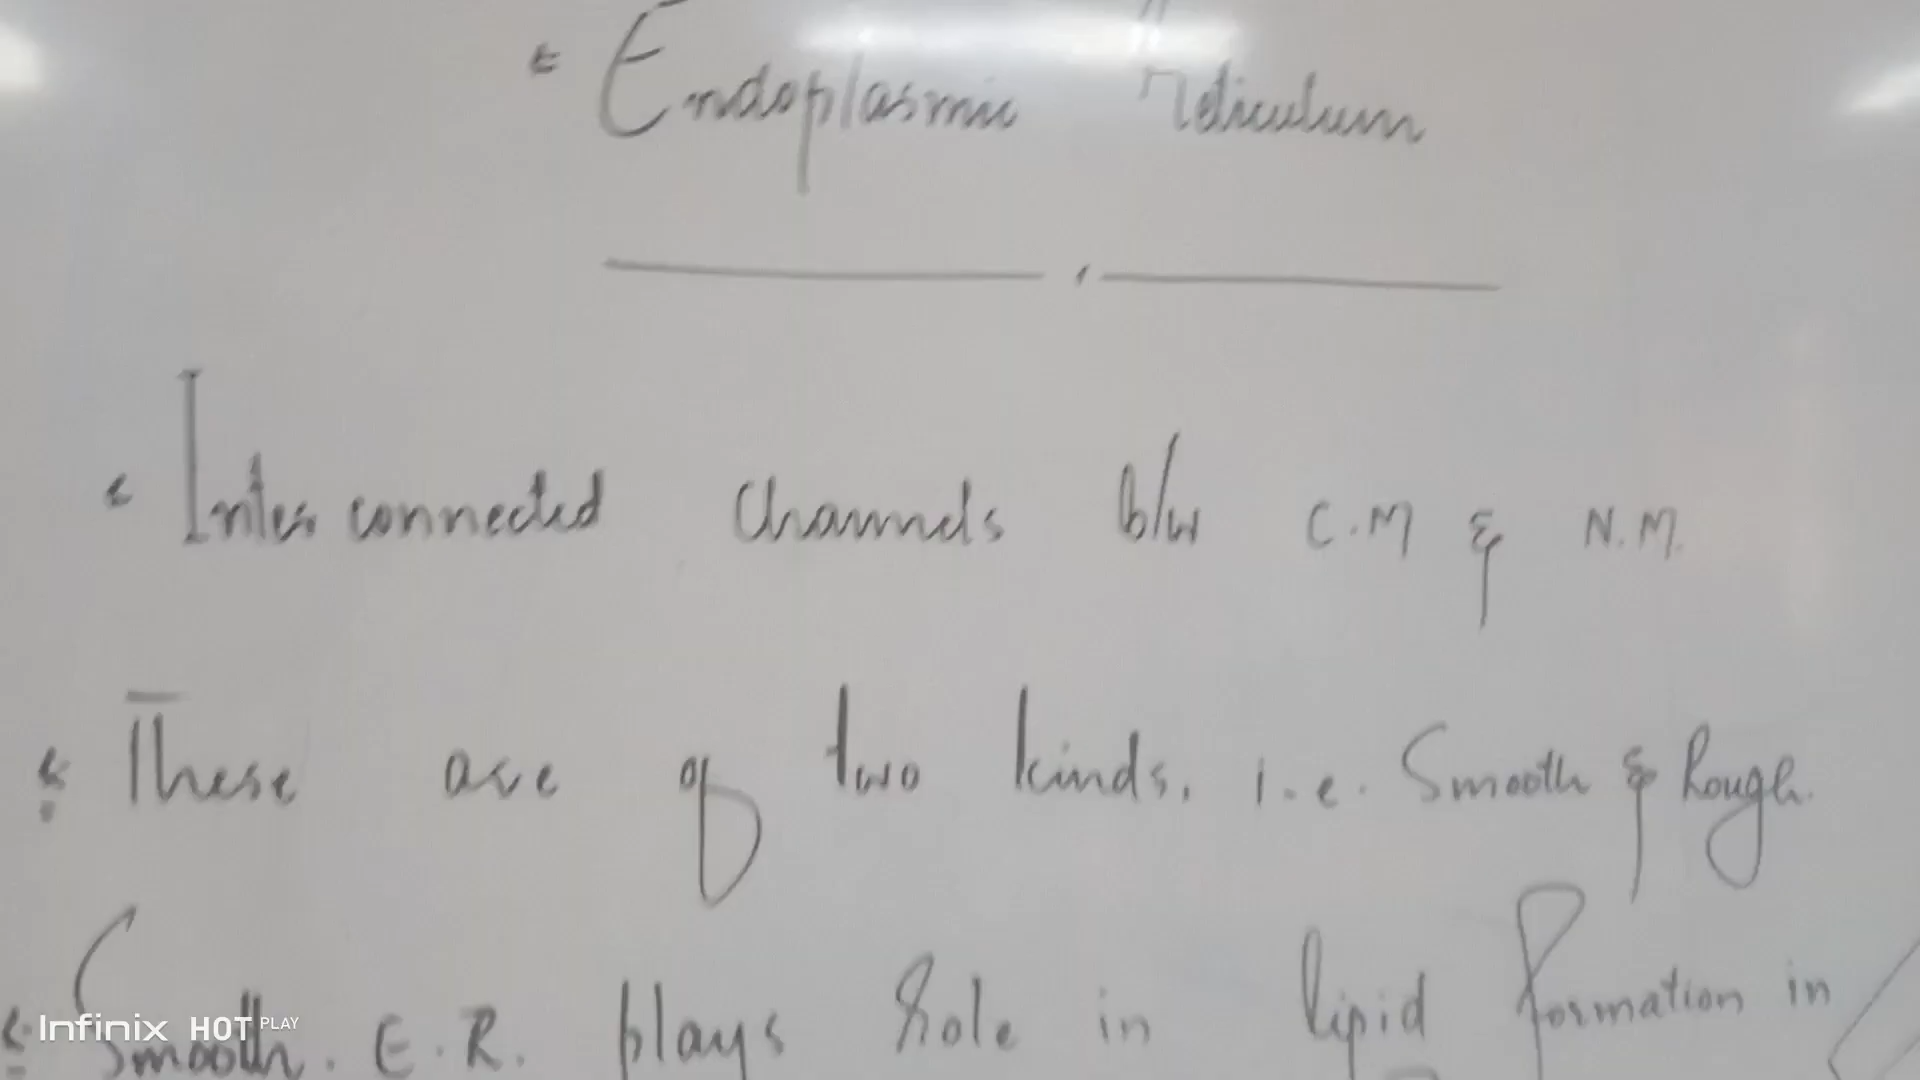 Endoplasmic Reticulum
Inter connected Channels b/w C.M & N.M.
These are of two kinds. i.e. Smooth & Rough.
Smooth. E.R. plays Role in lipid formation in
Infinix HOT PLAY